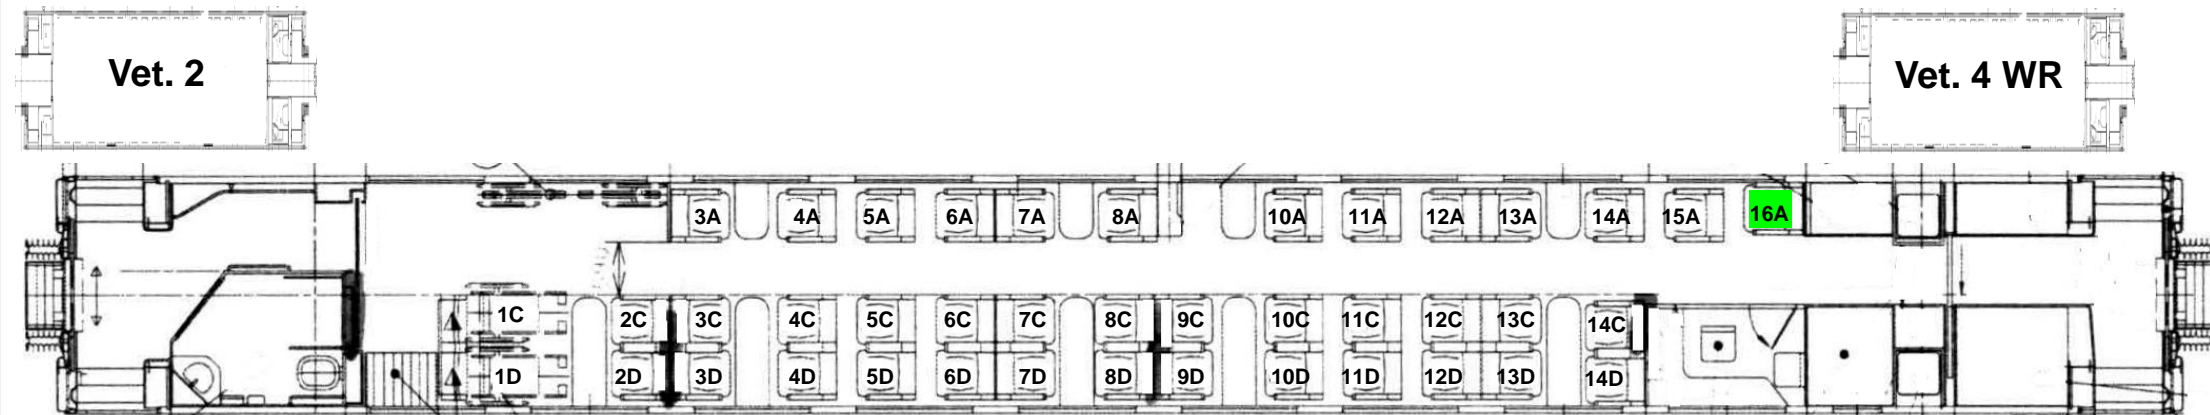 Vet. 2
Vet. 4 WR
3A 4A 5A 6A 7A 8A 10A 11A 12A 13A 14A 15A 16A
1C 2C 3C 4C 5C 6C 7C 8C 9C 10C 11C 12C 13C 14C
1D 2D 3D 4D 5D 6D 7D 8D 9D 10D 11D 12D 13D 14D